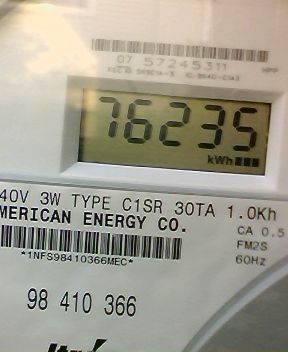 07 57245311
76235
kWh
40V 3W TYPE C1SR 30TA 1.0Kh
MERICAN ENERGY CO.
CA 0.5
FM2S
60Hz
*1NFS98410366MEC*
98 410 366